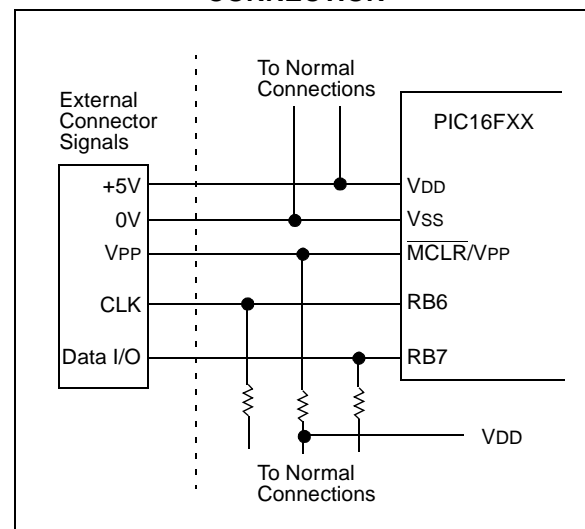 CONNECTION
To Normal
Connections
External
Connector
Signals
PIC16FXX
+5V
VDD
0V
VSS
VPP
MCLR/VPP
CLK
RB6
Data I/O
RB7
VDD
To Normal
Connections